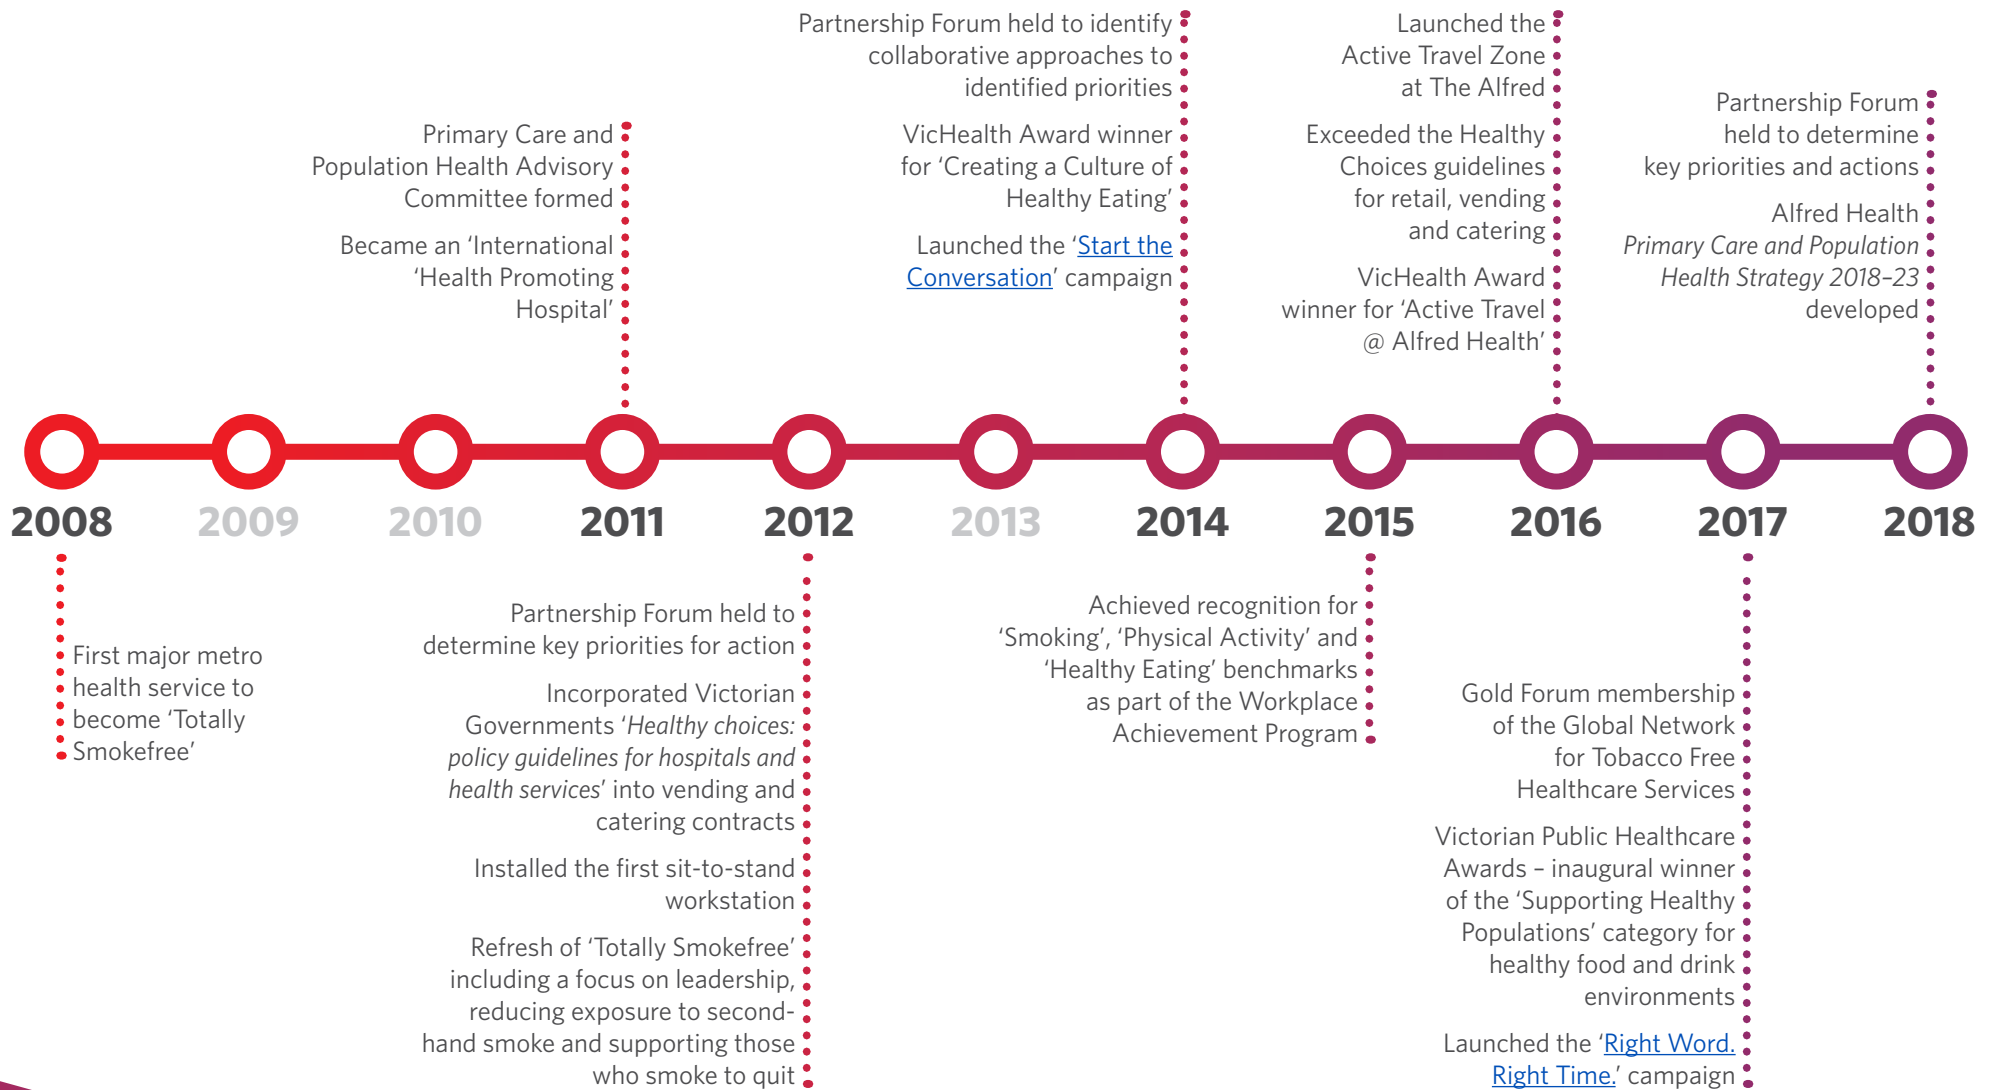 Primary Care and
Population Health Advisory
Committee formed
Became an ‘International
‘Health Promoting
Hospital’
Partnership Forum held to identify
collaborative approaches to
identified priorities
VicHealth Award winner
for ‘Creating a Culture of
Healthy Eating’
Launched the ‘Start the
Conversation’ campaign
Launched the
Active Travel Zone
at The Alfred
Exceeded the Healthy
Choices guidelines
for retail, vending
and catering
VicHealth Award
winner for ‘Active Travel
@ Alfred Health’
Partnership Forum
held to determine
key priorities and actions
Alfred Health
Primary Care and Population
Health Strategy 2018–23
developed
2008 2009 2010 2011 2012 2013 2014 2015 2016 2017 2018
First major metro
health service to
become ‘Totally
Smokefree’
Partnership Forum held to
determine key priorities for action
Incorporated Victorian
Governments ‘Healthy choices:
policy guidelines for hospitals and
health services’ into vending and
catering contracts
Installed the first sit-to-stand
workstation
Refresh of ‘Totally Smokefree’
including a focus on leadership,
reducing exposure to second-
hand smoke and supporting those
who smoke to quit
Achieved recognition for
‘Smoking’, ‘Physical Activity’ and
‘Healthy Eating’ benchmarks
as part of the Workplace
Achievement Program
Gold Forum membership
of the Global Network
for Tobacco Free
Healthcare Services
Victorian Public Healthcare
Awards – inaugural winner
of the ‘Supporting Healthy
Populations’ category for
healthy food and drink
environments
Launched the ‘Right Word.
Right Time.’ campaign